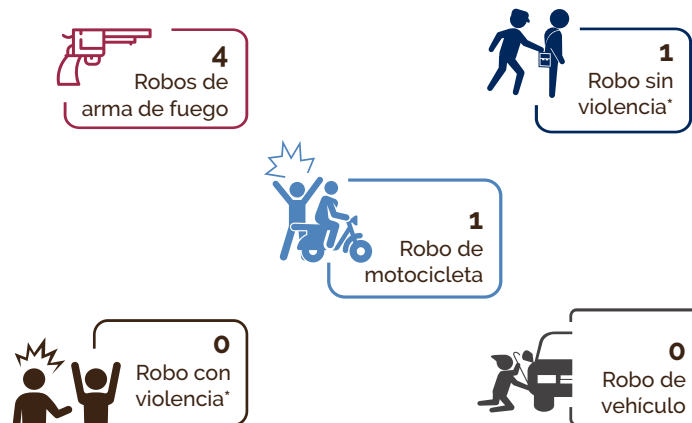 4
Robos de
arma de fuego
1
Robo sin
violencia*
1
Robo de
motocicleta
0
Robo con
violencia*
0
Robo de
vehículo